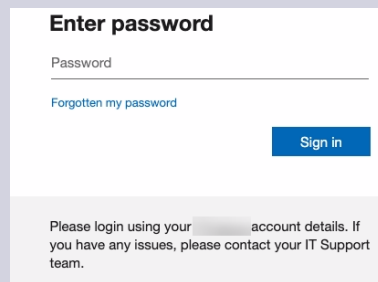 Enter password
Password
Forgotten my password
Sign in
Please login using your account details. If
you have any issues, please contact your IT Support
team.